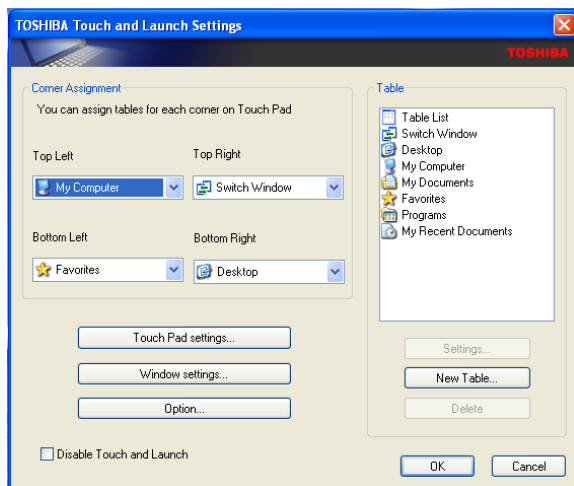 TOSHIBA Touch and Launch Settings
TOSHIBA
Corner Assignment
You can assign tables for each corner on Touch Pad
Top Left
Top Right
My Computer
Switch Window
Bottom Left
Bottom Right
Favorites
Desktop
Touch Pad settings...
Window settings...
Option...
Disable Touch and Launch
Table
Table List
Switch Window
Desktop
My Computer
My Documents
Favorites
Programs
My Recent Documents
Settings...
New Table...
Delete
OK
Cancel